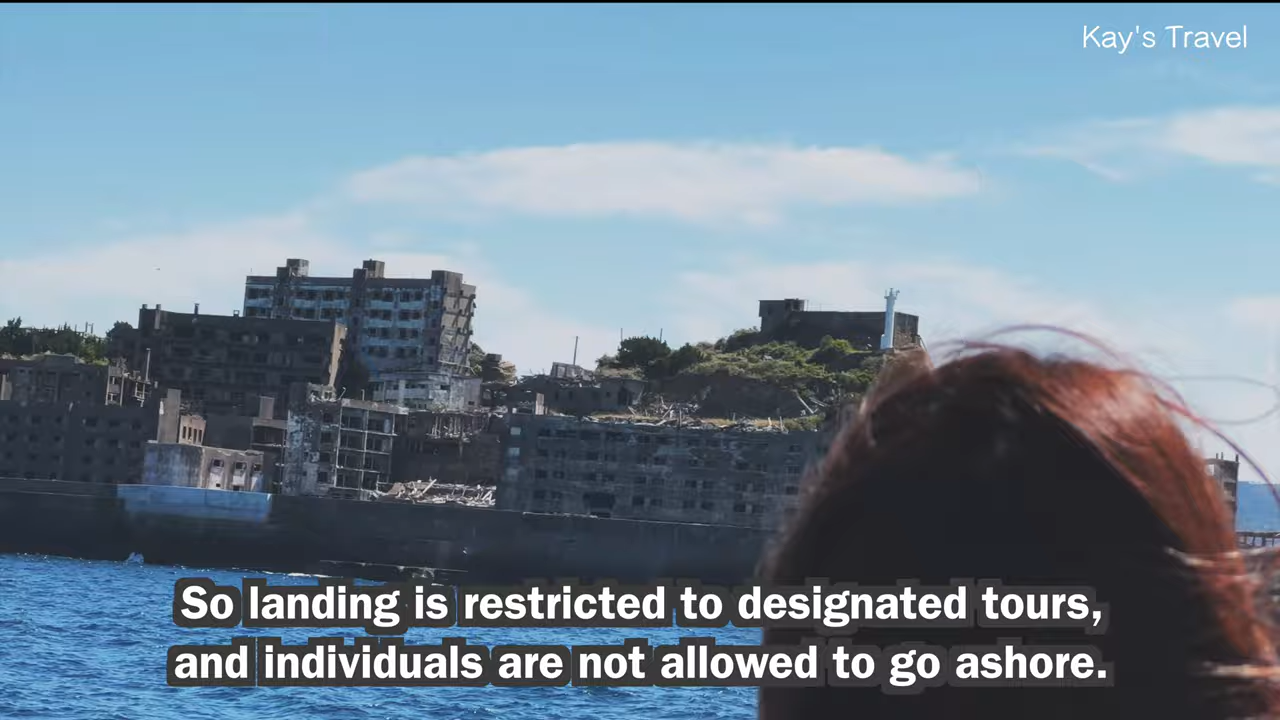 Kay's Travel
So landing is restricted to designated tours,
and individuals are not allowed to go ashore.